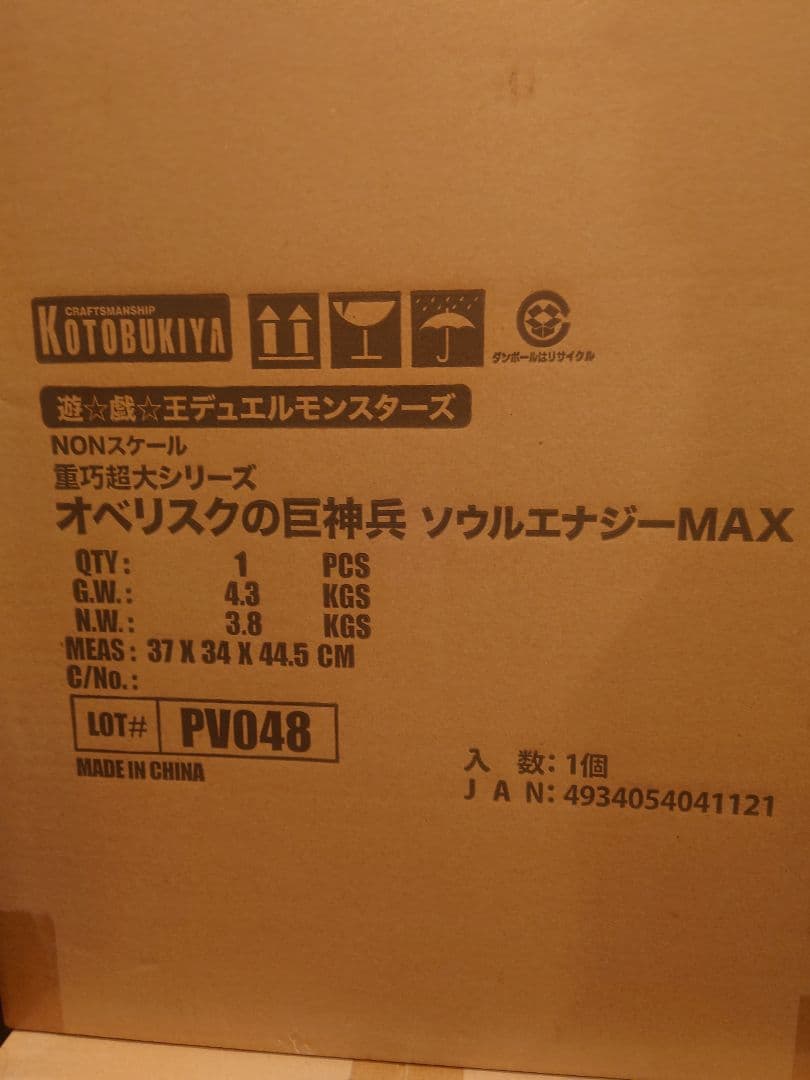 CRAFTSMANSHIP
KOTOBUKIYA
ダンボールはリサイクル
遊☆戯☆王デュエルモンスターズ
NONスケール
重巧超大シリーズ
オベリスクの巨神兵 ソウルエナジーMAX
QTY: 1 PCS
G.W.: 4.3 KGS
N.W.: 3.8 KGS
MEAS: 37 X 34 X 44.5 CM
C/No.:
LOT# PV048
MADE IN CHINA
入 数: 1個
J A N: 4934054041121